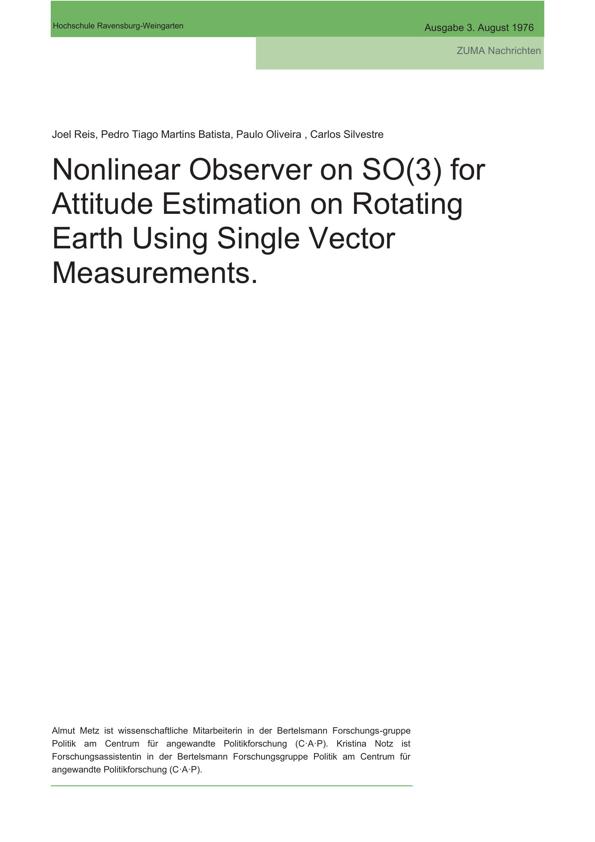 Hochschule Ravensburg-Weingarten
Ausgabe 3. August 1976
ZUMA Nachrichten
Joel Reis, Pedro Tiago Martins Batista, Paulo Oliveira , Carlos Silvestre
Nonlinear Observer on SO(3) for
Attitude Estimation on Rotating
Earth Using Single Vector
Measurements.
Almut Metz ist wissenschaftliche Mitarbeiterin in der Bertelsmann Forschungs-gruppe
Politik am Centrum für angewandte Politikforschung (C·A·P). Kristina Notz ist
Forschungsassistentin in der Bertelsmann Forschungsgruppe Politik am Centrum für
angewandte Politikforschung (C·A·P).